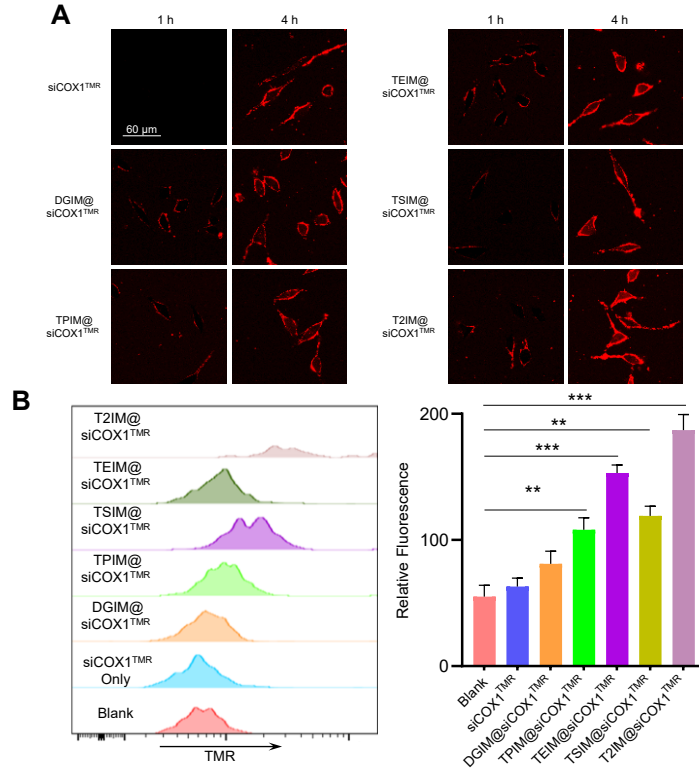 A
1 h
4 h
1 h
4 h
siCOX1TMR
60 µm
TEIM@
siCOX1TMR
DGIM@
siCOX1TMR
TSIM@
siCOX1TMR
TPIM@
siCOX1TMR
T2IM@
siCOX1TMR
B
T2IM@
siCOX1TMR
TEIM@
siCOX1TMR
TSIM@
siCOX1TMR
TPIM@
siCOX1TMR
DGIM@
siCOX1TMR
siCOX1TMR
Only
Blank
TMR
Relative Fluorescence
200
100
0
***
**
***
**
Blank
siCOX1TMR
DGIM@siCOX1TMR
TPIM@siCOX1TMR
TEIM@siCOX1TMR
TSIM@siCOX1TMR
T2IM@siCOX1TMR